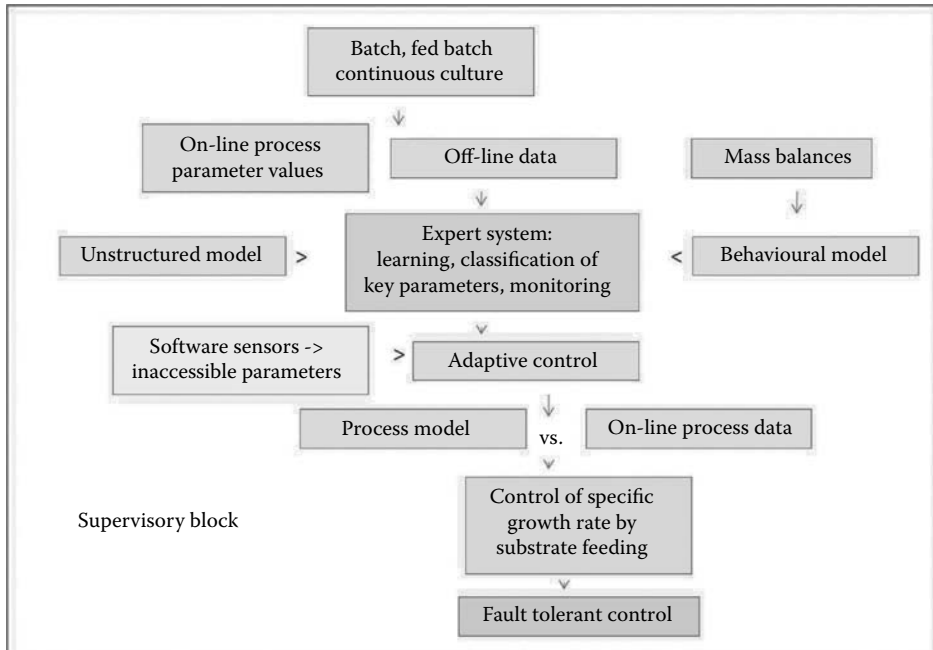 Batch, fed batch
continuous culture
On-line process
parameter values
Off-line data
Mass balances
Unstructured model
>
Expert system:
learning, classification of
key parameters, monitoring
<
Behavioural model
Software sensors ->
inaccessible parameters
>
Adaptive control
Process model
vs.
On-line process data
Supervisory block
Control of specific
growth rate by
substrate feeding
Fault tolerant control